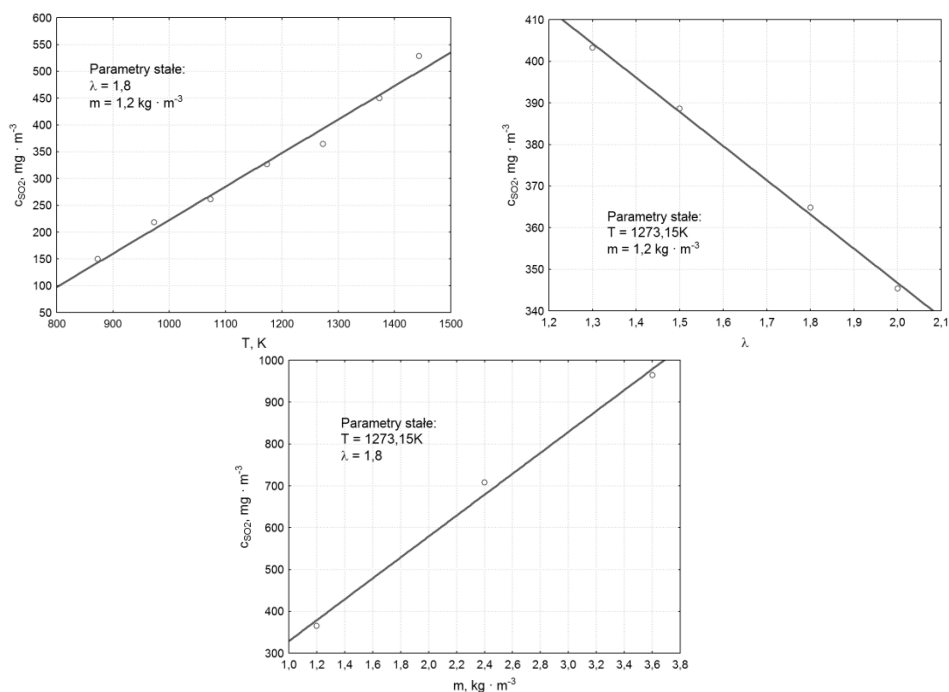 600
550
500
450
400
350
300
250
200
150
100
50
c_SO2, mg · m⁻³
Parametry stałe:
λ = 1,8
m = 1,2 kg · m⁻³
800 900 1000 1100 1200 1300 1400 1500
T, K
410
400
390
380
370
360
350
340
c_SO2, mg · m⁻³
Parametry stałe:
T = 1273,15K
m = 1,2 kg · m⁻³
1,2 1,3 1,4 1,5 1,6 1,7 1,8 1,9 2,0 2,1
λ
1000
900
800
700
600
500
400
300
c_SO2, mg · m⁻³
Parametry stałe:
T = 1273,15K
λ = 1,8
1,0 1,2 1,4 1,6 1,8 2,0 2,2 2,4 2,6 2,8 3,0 3,2 3,4 3,6 3,8
m, kg · m⁻³